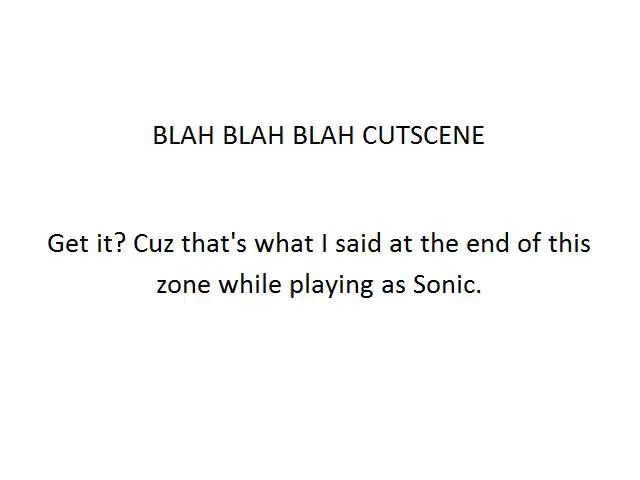 BLAH BLAH BLAH CUTSCENE
Get it? Cuz that's what I said at the end of this
zone while playing as Sonic.